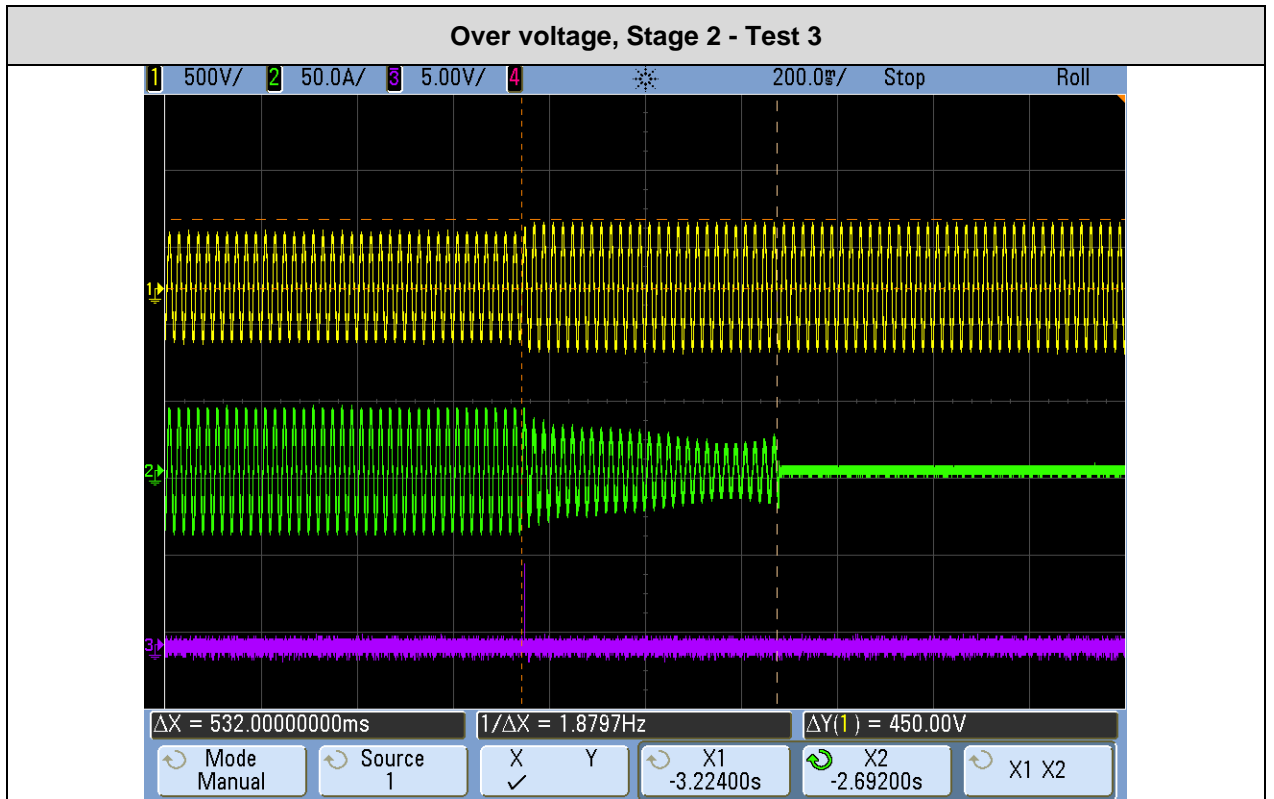 Over voltage, Stage 2 - Test 3
1 500V/ 2 50.0A/ 3 5.00V/ 4 200.0ms/ Stop Roll
1
2
3
ΔX = 532.00000000ms 1/ΔX = 1.8797Hz ΔY(1) = 450.00V
Mode Source X Y X1 X2 X1 X2
Manual 1 ✓ -3.22400s -2.69200s